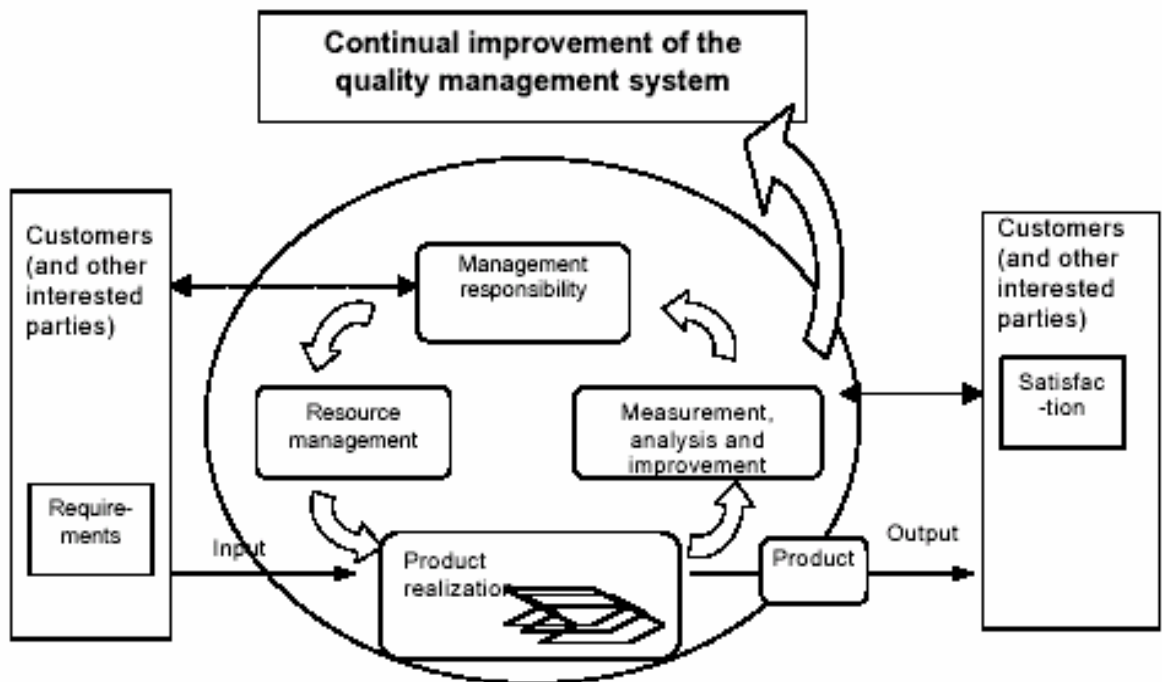 Continual improvement of the
quality management system
Customers
(and other
interested
parties)
Require-
ments
Input
Management
responsibility
Resource
management
Measurement,
analysis and
improvement
Product
realization
Product
Output
Customers
(and other
interested
parties)
Satisfac
-tion